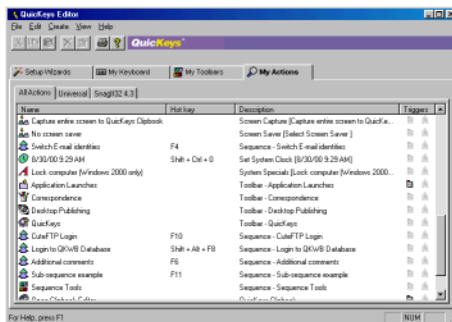 QuicKeys Editor
File Edit Create View Help
QuicKeys
Setup Wizards My Keyboard My Toolbars My Actions
All Actions Universal SnagIt32 4.3
Name Hot key Description Triggers
Capture entire screen to QuicKeys Clipbook Screen Capture [Capture entire screen to QuicKe...
No screen saver Screen Saver [Select Screen Saver ]
Switch E-mail identities F4 Sequence - Switch E-mail identities
8/30/00 9:29 AM Shift + Ctrl + 0 Set System Clock [8/30/00 9:29 AM]
Lock computer (Windows 2000 only) System Specials [Lock computer (Windows 2000...
Application Launches Toolbar - Application Launches
Correspondence Toolbar - Correspondence
Desktop Publishing Toolbar - Desktop Publishing
QuicKeys Toolbar - QuicKeys
CuteFTP Login F10 Sequence - CuteFTP Login
Login to QKWB Database Shift + Alt + F8 Sequence - Login to QKWB Database
Additional comments F6 Sequence - Additional comments
Sub-sequence example F11 Sequence - Sub-sequence example
Sequence Tools Toolbar - Sequence Tools
Open Clipbook Editor QuicKeys Clipbook
For Help, press F1 NUM